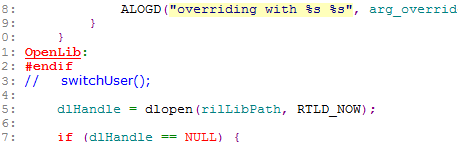 8: ALOGD("overriding with %s %s", arg_overrid
9: }
0: }
1: OpenLib:
2: #endif
3: // switchUser();
4:
5: dlHandle = dlopen(rilLibPath, RTLD_NOW);
6:
7: if (dlHandle == NULL) {